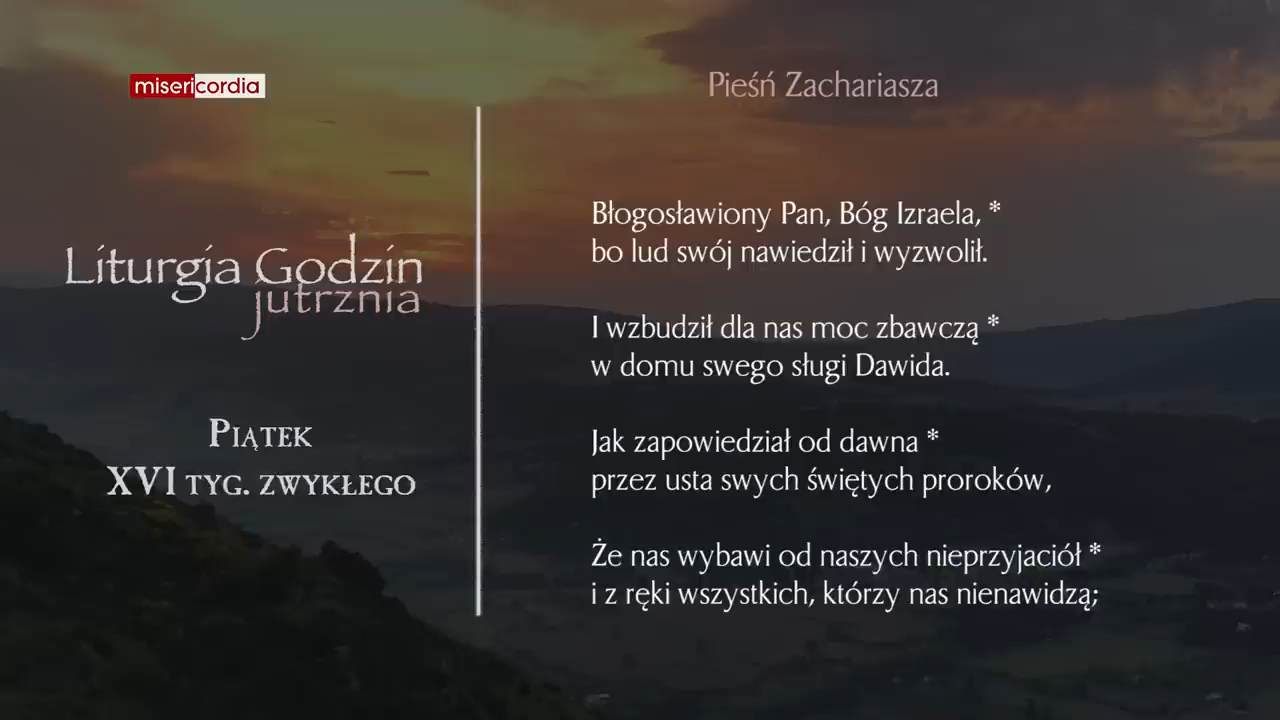 misericordia
Liturgia Godzin
jutrznia
Piątek
XVI tyg. zwykłego
Pieśń Zachariasza
Błogosławiony Pan, Bóg Izraela, *
bo lud swój nawiedził i wyzwolił.
I wzbudził dla nas moc zbawczą *
w domu swego sługi Dawida.
Jak zapowiedział od dawna *
przez usta swych świętych proroków,
Że nas wybawi od naszych nieprzyjaciół *
i z ręki wszystkich, którzy nas nienawidzą;